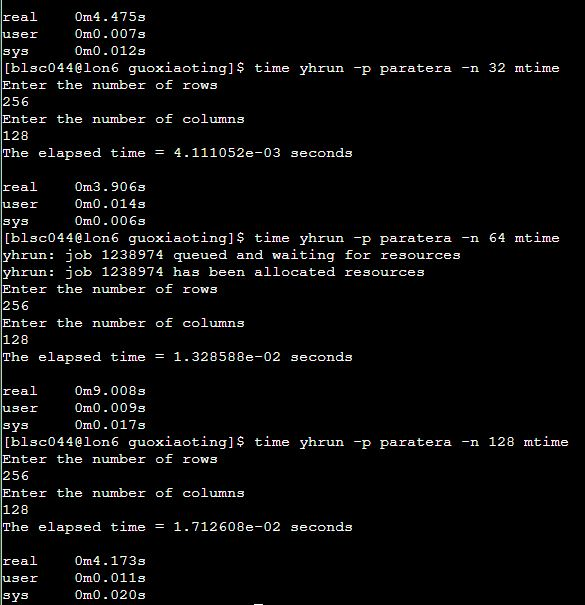 real    0m4.475s
user    0m0.007s
sys     0m0.012s
[blsc044@lon6 guoxiaoting]$ time yhrun -p paratera -n 32 mtime
Enter the number of rows
256
Enter the number of columns
128
The elapsed time = 4.111052e-03 seconds

real    0m3.906s
user    0m0.014s
sys     0m0.006s
[blsc044@lon6 guoxiaoting]$ time yhrun -p paratera -n 64 mtime
yhrun: job 1238974 queued and waiting for resources
yhrun: job 1238974 has been allocated resources
Enter the number of rows
256
Enter the number of columns
128
The elapsed time = 1.328588e-02 seconds

real    0m9.008s
user    0m0.009s
sys     0m0.017s
[blsc044@lon6 guoxiaoting]$ time yhrun -p paratera -n 128 mtime
Enter the number of rows
256
Enter the number of columns
128
The elapsed time = 1.712608e-02 seconds

real    0m4.173s
user    0m0.011s
sys     0m0.020s